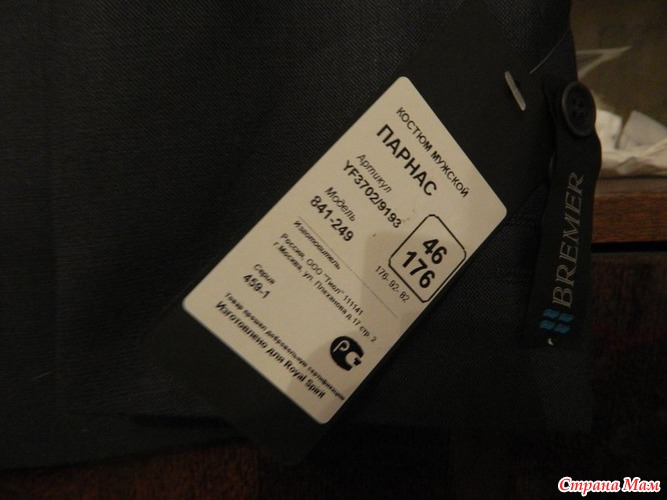 КОСТЮМ МУЖСКОЙ
ПАРНАС
Артикул
YF3702/9193
Модель
841-249
46
176
176-92-82
Изготовитель
Россия, ООО "Тиол" 111141
г.Москва, ул. Плеханова д.17 стр. 2
Серия
459-1
Товар прошел добровольную сертификацию
Изготовлено для Royal Spirit
РС
BREMER
Страна Мам